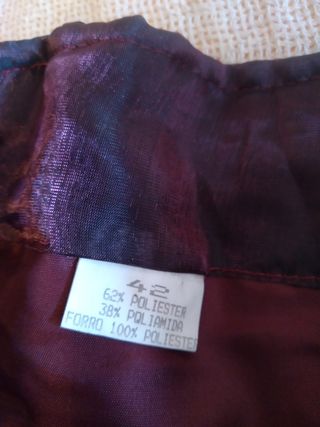 42
62% POLIESTER
38% POLIAMIDA
FORRO 100% POLIESTER